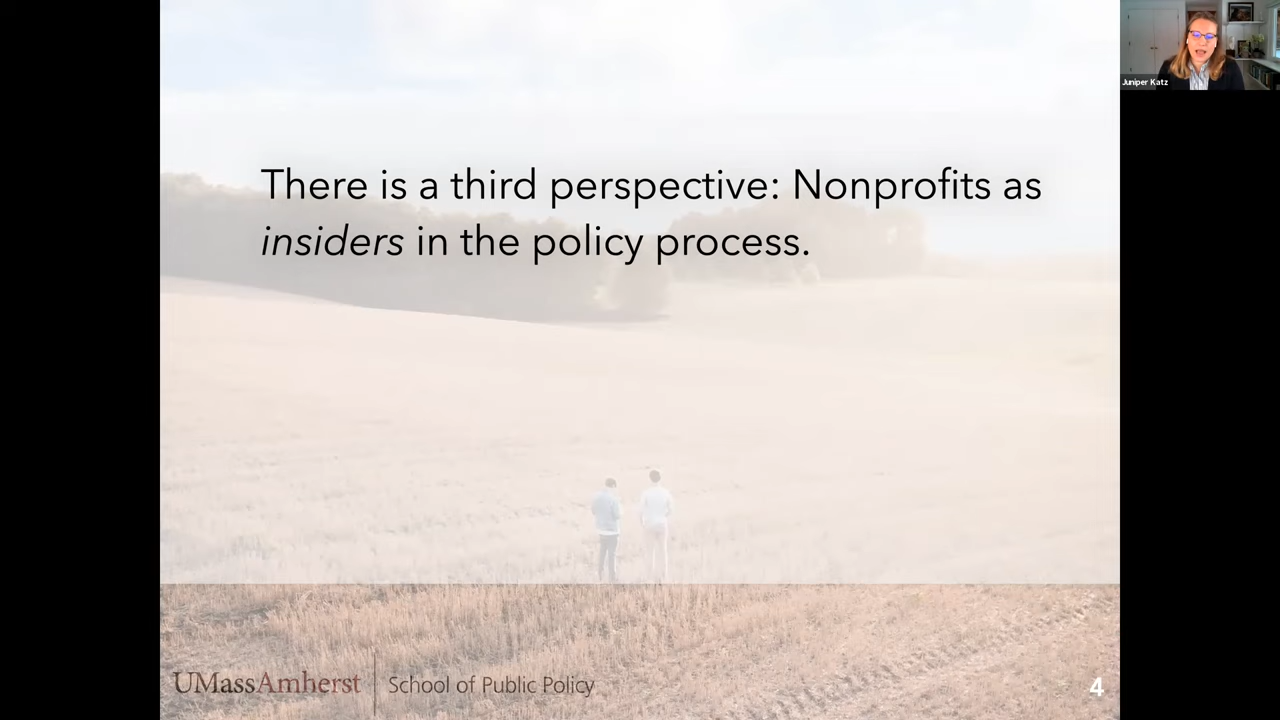 Juniper Katz
There is a third perspective: Nonprofits as
insiders in the policy process.
UMassAmherst
School of Public Policy
4